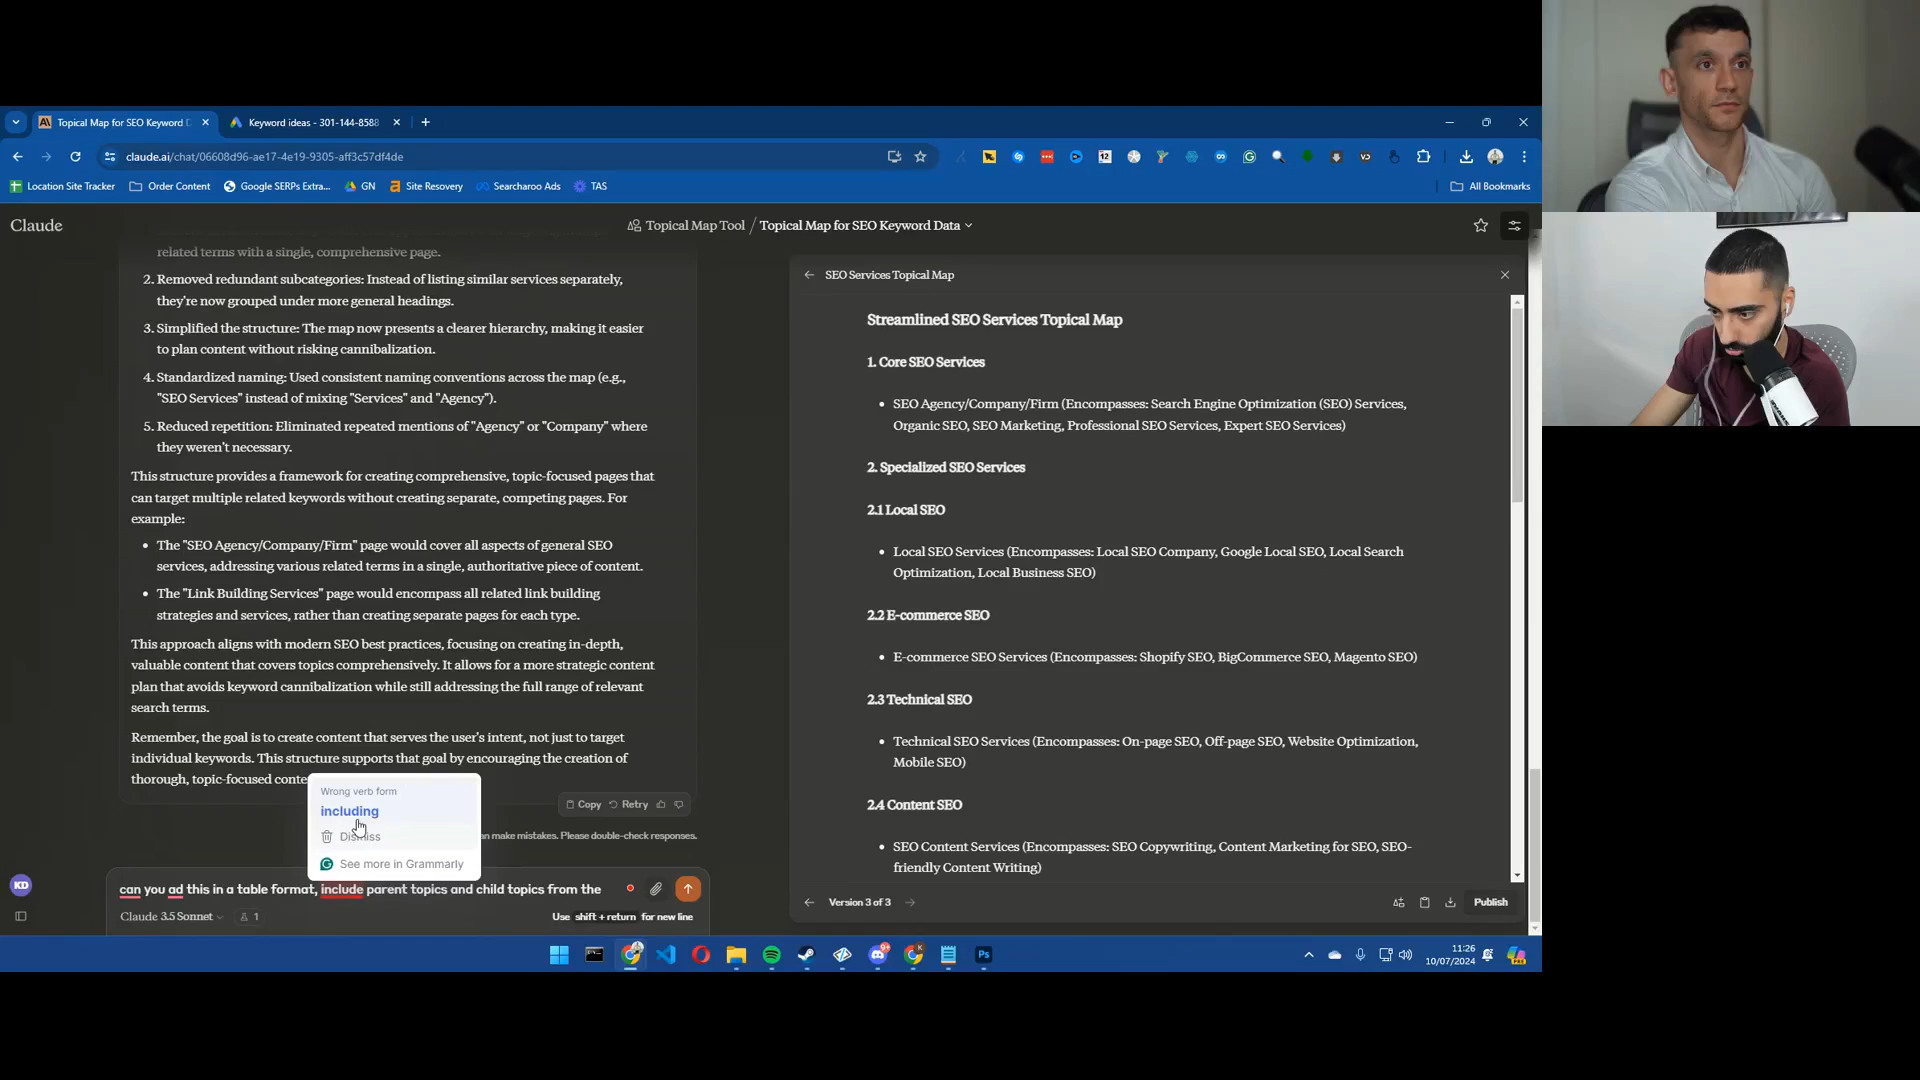 Topical Map for SEO Keyword D
Keyword ideas - 301-144-8588
claude.ai/chat/06608d96-ae17-4e19-9305-aff3c57df4de
12
VD
Location Site Tracker
Order Content
Google SERPs Extra...
GN
Site Recovery
Searcharoo Ads
TAS
All Bookmarks
Claude
Topical Map Tool / Topical Map for SEO Keyword Data
related terms with a single, comprehensive page.
2. Removed redundant subcategories: Instead of listing similar services separately,
they're now grouped under more general headings.
3. Simplified the structure: The map now presents a clearer hierarchy, making it easier
to plan content without risking cannibalization.
4. Standardized naming: Used consistent naming conventions across the map (e.g.,
"SEO Services" instead of mixing "Services" and "Agency").
5. Reduced repetition: Eliminated repeated mentions of "Agency" or "Company" where
they weren't necessary.
This structure provides a framework for creating comprehensive, topic-focused pages that
can target multiple related keywords without creating separate, competing pages. For
example:
• The "SEO Agency/Company/Firm" page would cover all aspects of general SEO
services, addressing various related terms in a single, authoritative piece of content.
• The "Link Building Services" page would encompass all related link building
strategies and services, rather than creating separate pages for each type.
This approach aligns with modern SEO best practices, focusing on creating in-depth,
valuable content that covers topics comprehensively. It allows for a more strategic content
plan that avoids keyword cannibalization while still addressing the full range of relevant
search terms.
Remember, the goal is to create content that serves the user's intent, not just to target
individual keywords. This structure supports that goal by encouraging the creation of
thorough, topic-focused conte
Wrong verb form
including
Dismiss
See more in Grammarly
Copy
Retry
an make mistakes. Please double-check responses.
KD
can you ad this in a table format, include parent topics and child topics from the
Claude 3.5 Sonnet
1
Use shift + return for new line
SEO Services Topical Map
Streamlined SEO Services Topical Map
1. Core SEO Services
• SEO Agency/Company/Firm (Encompasses: Search Engine Optimization (SEO) Services,
Organic SEO, SEO Marketing, Professional SEO Services, Expert SEO Services)
2. Specialized SEO Services
2.1 Local SEO
• Local SEO Services (Encompasses: Local SEO Company, Google Local SEO, Local Search
Optimization, Local Business SEO)
2.2 E-commerce SEO
• E-commerce SEO Services (Encompasses: Shopify SEO, BigCommerce SEO, Magento SEO)
2.3 Technical SEO
• Technical SEO Services (Encompasses: On-page SEO, Off-page SEO, Website Optimization,
Mobile SEO)
2.4 Content SEO
• SEO Content Services (Encompasses: SEO Copywriting, Content Marketing for SEO, SEO-
friendly Content Writing)
Version 3 of 3
Publish
9+
K
Ps
11:26
10/07/2024
PRE